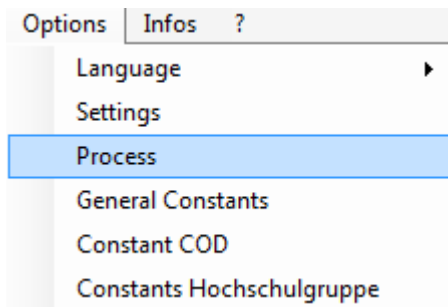 Options Infos ?
Language
Settings
Process
General Constants
Constant COD
Constants Hochschulgruppe